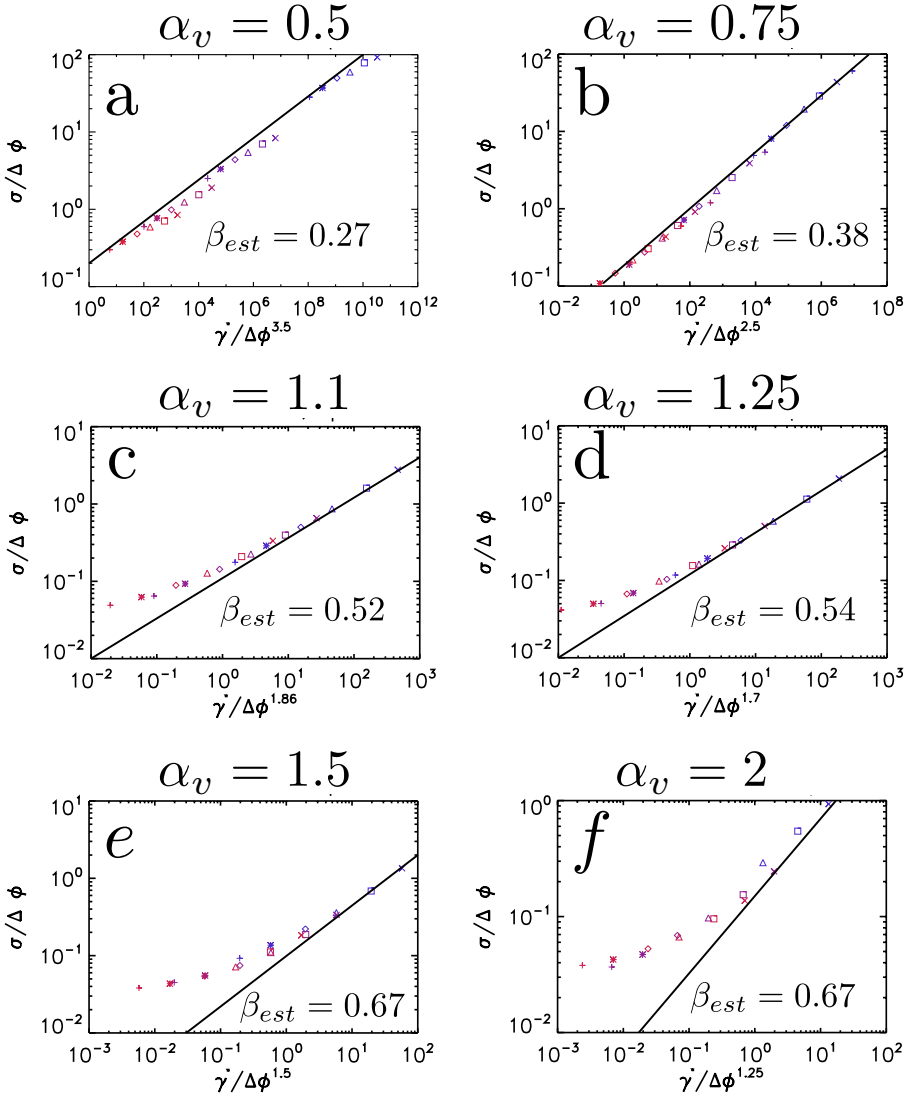 α_v = 0.5
a
10^2
10^1
10^0
10^-1
σ/Δ ϕ
β_est = 0.27
10^0 10^2 10^4 10^6 10^8 10^10 10^12
γ̇/Δϕ^3.5
α_v = 0.75
b
10^2
10^1
10^0
10^-1
σ/Δ ϕ
β_est = 0.38
10^-2 10^0 10^2 10^4 10^6 10^8
γ̇/Δϕ^2.5
α_v = 1.1
c
10^1
10^0
10^-1
10^-2
σ/Δ ϕ
β_est = 0.52
10^-2 10^-1 10^0 10^1 10^2 10^3
γ̇/Δϕ^1.86
α_v = 1.25
d
10^1
10^0
10^-1
10^-2
σ/Δ ϕ
β_est = 0.54
10^-2 10^-1 10^0 10^1 10^2 10^3
γ̇/Δϕ^1.7
α_v = 1.5
e
10^1
10^0
10^-1
10^-2
σ/Δ ϕ
β_est = 0.67
10^-3 10^-2 10^-1 10^0 10^1 10^2
γ̇/Δϕ^1.5
α_v = 2
f
10^0
10^-1
10^-2
σ/Δ ϕ
β_est = 0.67
10^-3 10^-2 10^-1 10^0 10^1 10^2
γ̇/Δϕ^1.25